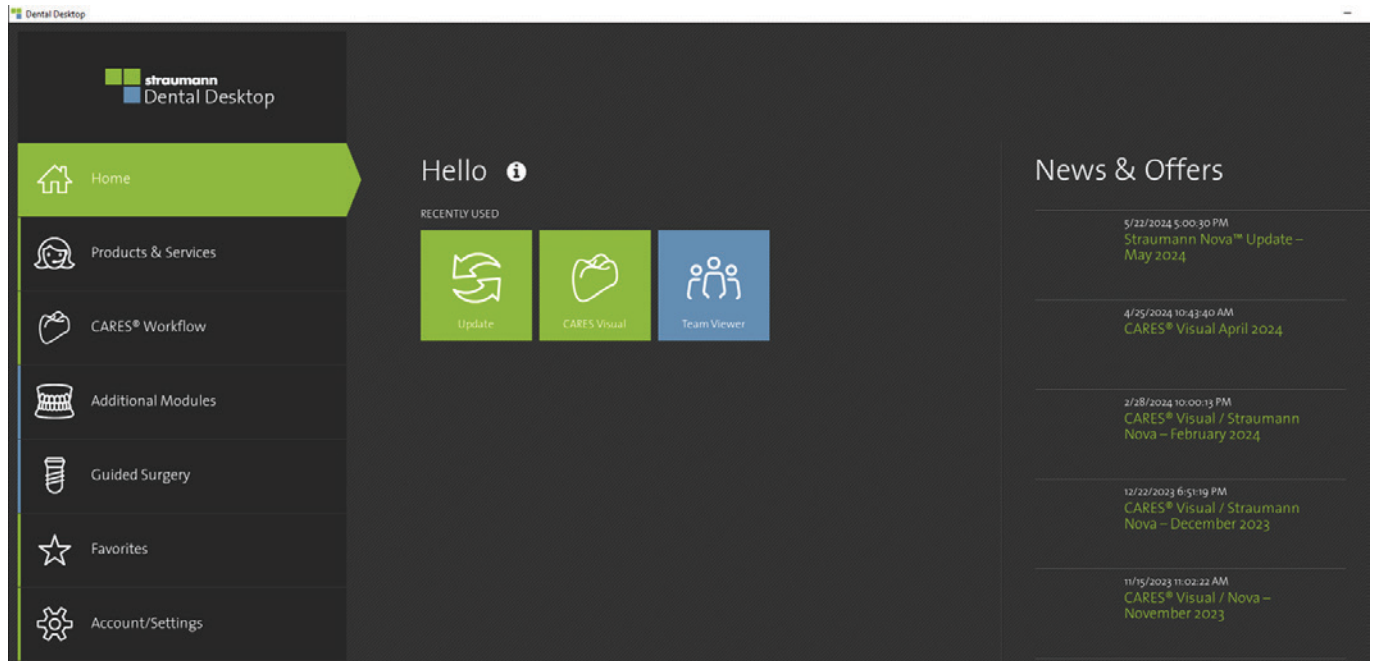 Dental Desktop
straumann
Dental Desktop
Home
Products & Services
CARES® Workflow
Additional Modules
Guided Surgery
Favorites
Account/Settings
Hello
RECENTLY USED
Update
CARES Visual
Team Viewer
News & Offers
5/22/2024 5:00:30 PM
Straumann Nova™ Update –
May 2024
4/25/2024 10:43:40 AM
CARES® Visual April 2024
2/28/2024 10:00:13 PM
CARES® Visual / Straumann
Nova – February 2024
12/22/2023 6:51:19 PM
CARES® Visual / Straumann
Nova – December 2023
11/15/2023 11:02:22 AM
CARES® Visual / Nova –
November 2023